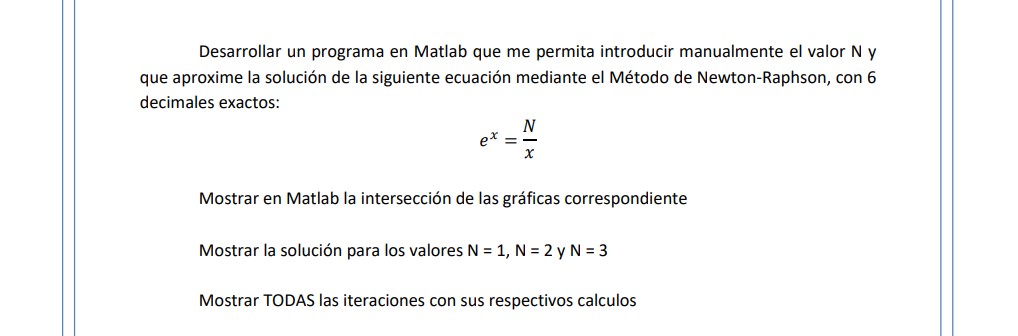 Desarrollar un programa en Matlab que me permita introducir manualmente el valor N y
que aproxime la solución de la siguiente ecuación mediante el Método de Newton-Raphson, con 6
decimales exactos:
e^x = N/x
Mostrar en Matlab la intersección de las gráficas correspondiente
Mostrar la solución para los valores N = 1, N = 2 y N = 3
Mostrar TODAS las iteraciones con sus respectivos calculos